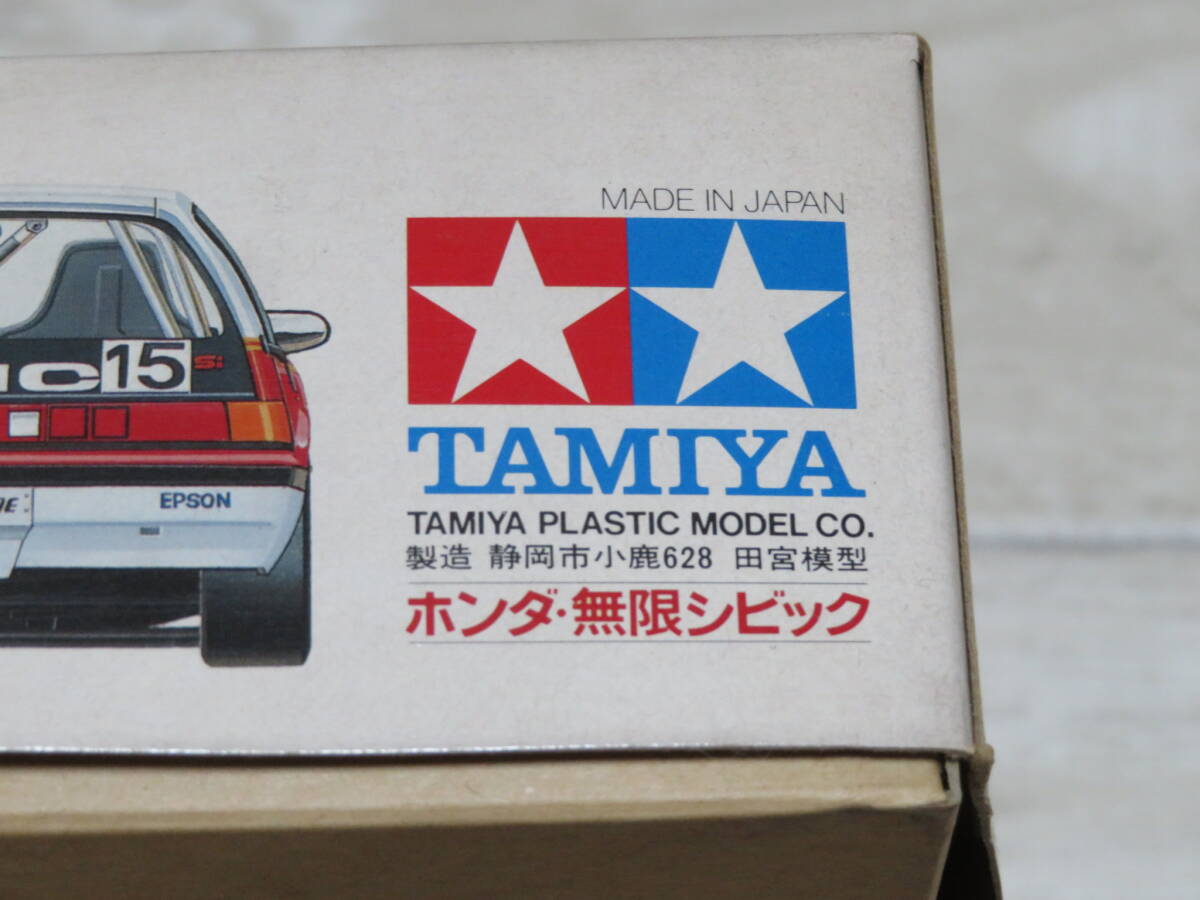 MADE IN JAPAN
TAMIYA
TAMIYA PLASTIC MODEL CO.
製造 静岡市小鹿628 田宮模型
ホンダ・無限シビック
15 Si
EPSON